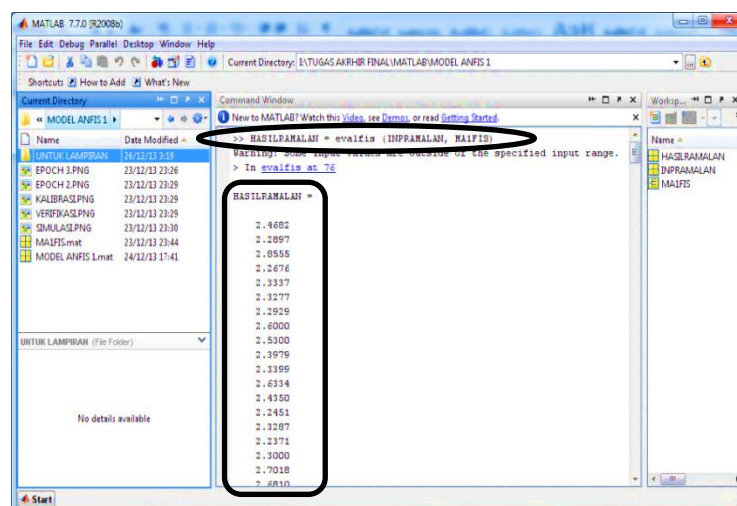 MATLAB 7.7.0 (R2008b)
File Edit Debug Parallel Desktop Window Help
Current Directory: I:\TUGAS AKRHIR FINAL\MATLAB\MODEL ANFIS 1
Shortcuts How to Add What's New
Current Directory
« MODEL ANFIS 1
Name Date Modified
UNTUK LAMPIRAN 26/12/13 3:19
EPOCH 3.PNG 23/12/13 23:26
EPOCH 2.PNG 23/12/13 23:29
KALIBRASI.PNG 23/12/13 23:29
VERIFIKASI.PNG 23/12/13 23:29
SIMULASI.PNG 23/12/13 23:30
MA1FIS.mat 23/12/13 23:44
MODEL ANFIS 1.mat 24/12/13 17:41
UNTUK LAMPIRAN (File Folder)
No details available
Command Window
New to MATLAB? Watch this Video, see Demos, or read Getting Started.
>> HASILRAMALAN = evalfis (INPRAMALAN, MA1FIS)
Warning: Some input values are outside of the specified input range.
> In evalfis at 76
HASILRAMALAN =
2.4682
2.2897
2.8555
2.2676
2.3337
2.3277
2.2929
2.6000
2.5300
2.3979
2.3399
2.6334
2.4350
2.2451
2.3287
2.2371
2.3000
2.7018
2.6810
Worksp...
Name
HASILRAMALAN
INPRAMALAN
MA1FIS
Start